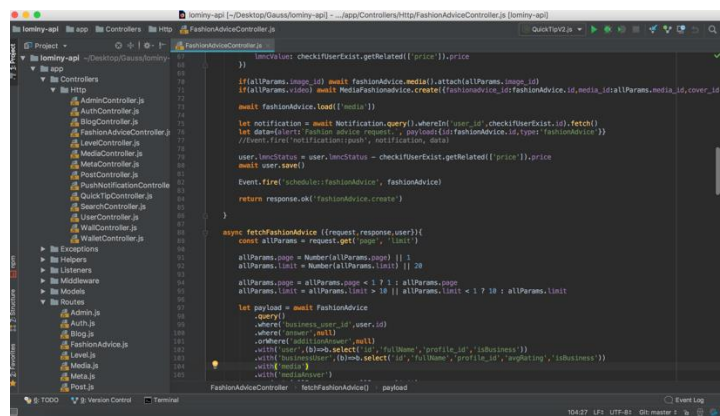 lominy-api [~/Desktop/Gauss/lominy-api] - .../app/Controllers/Http/FashionAdviceController.js [lominy-api]
lominy-api app Controllers Http FashionAdviceController.js
QuickTipV2.js
Project
FashionAdviceController.js
lominy-api ~/Desktop/Gauss/lominy-
app
Controllers
Http
AdminController.js
AuthController.js
BlogController.js
FashionAdviceController.j
LevelController.js
MediaController.js
MetaController.js
PostController.js
PushNotificationControlle
QuickTipController.js
SearchController.js
UserController.js
WallController.js
WalletController.js
Exceptions
Helpers
Listeners
Middleware
Models
Routes
Admin.js
Auth.js
Blog.js
FashionAdvice.js
Level.js
Media.js
Meta.js
Post.js
lmncValue: checkifUserExist.getRelated(['price']).price
})
if(allParams.image_id) await fashionAdvice.media().attach(allParams.image_id)
if(allParams.video) await MediaFashionadvice.create({fashionadvice_id:fashionAdvice.id,media_id:allParams.media_id,cover_id
await fashionAdvice.load(['media'])
let notification = await Notification.query().whereIn('user_id',checkifUserExist.id).fetch()
let data={alert:`Fashion advice request.`, payload:{id:fashionAdvice.id,type:'fashionAdvice'}}
//Event.fire('notification::push', notification, data)
user.lmncStatus = user.lmncStatus - checkifUserExist.getRelated(['price']).price
await user.save()
Event.fire('scheduler::fashionAdvice', fashionAdvice)
return response.ok('fashionAdvice.create')
}
async fetchFashionAdvice ({request,response,user}){
const allParams = request.get('page', 'limit')
allParams.page = Number(allParams.page) || 1
allParams.limit = Number(allParams.limit) || 20
allParams.page = allParams.page < 1 ? 1 : allParams.page
allParams.limit = allParams.limit > 10 || allParams.limit < 1 ? 10 : allParams.limit
let payload = await FashionAdvice
.query()
.where('business_user_id',user.id)
.where('answer',null)
.orWhere('additionAnswer',null)
.with('user',(b)=>b.select('id','fullName','profile_id','isBusiness'))
.with('businessUser',(b)=>b.select('id','fullName','profile_id','avgRating','isBusiness'))
.with('media')
.with('mediaAnsver')
FashionAdviceController fetchFashionAdvice() payload
1: Project
npm
7: Structure
2: Favorites
6: TODO 9: Version Control Terminal
Event Log
104:27 LF UTF-8 Git: master